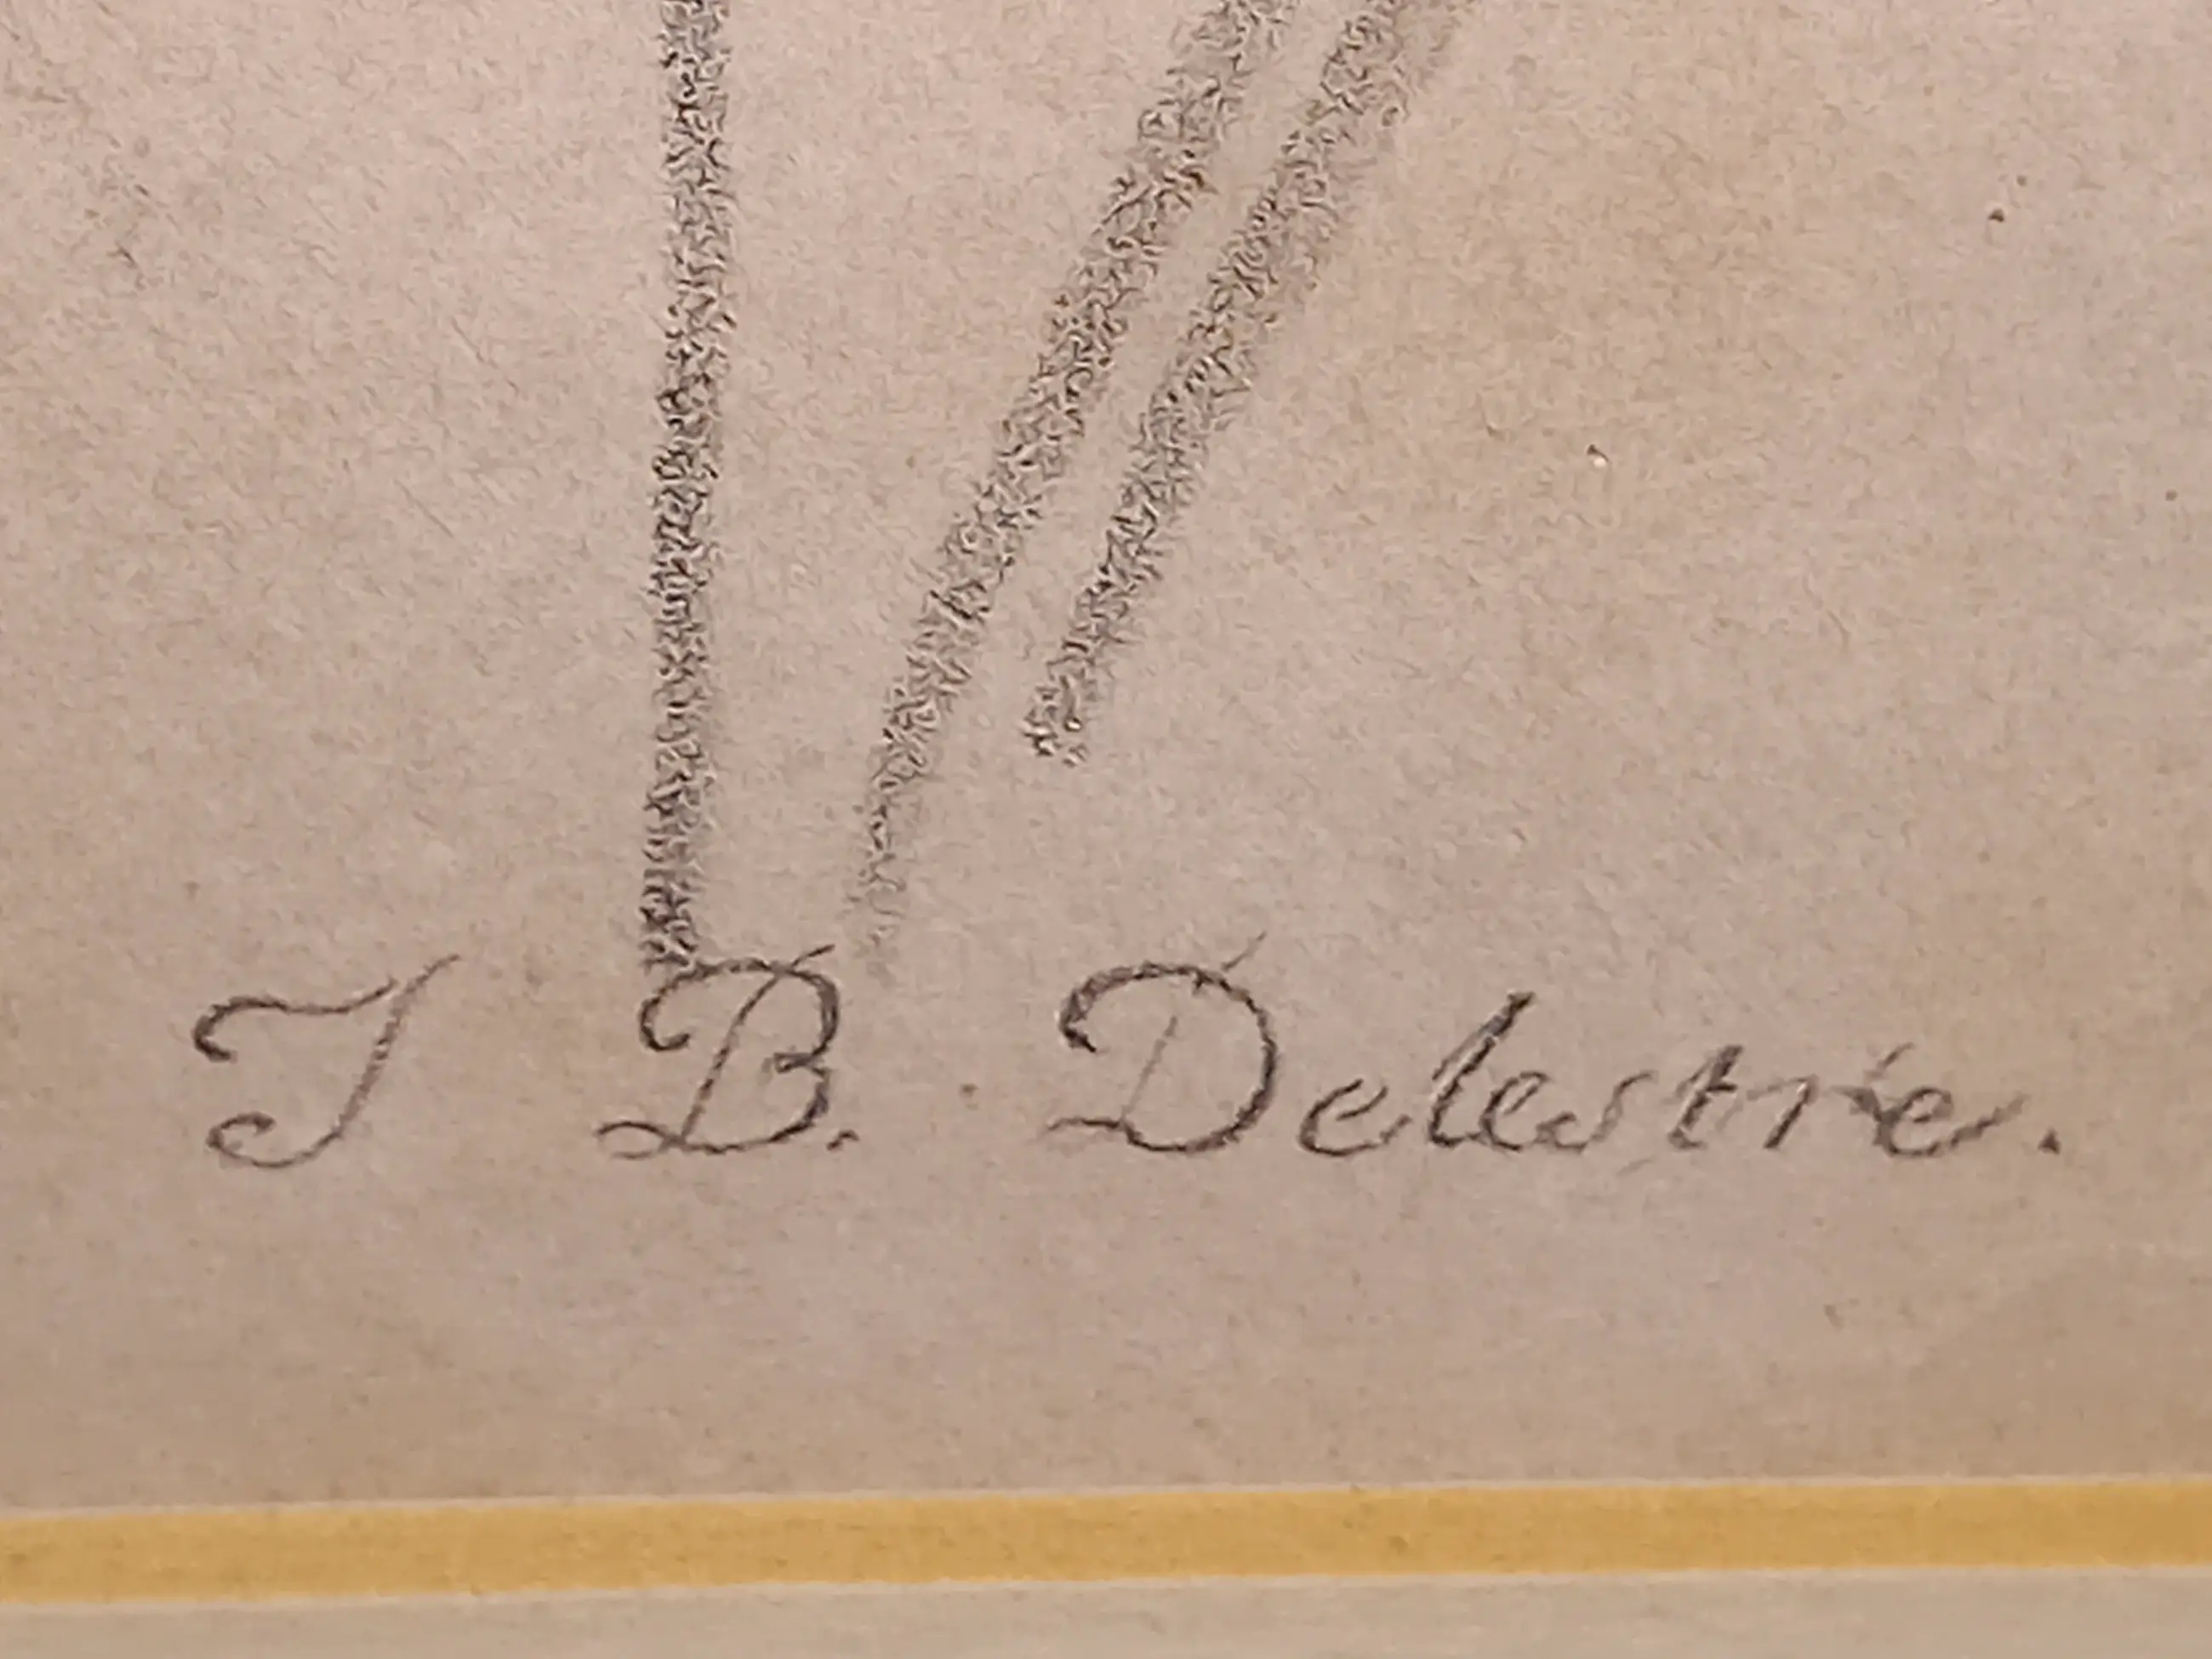 J B. Delestre.